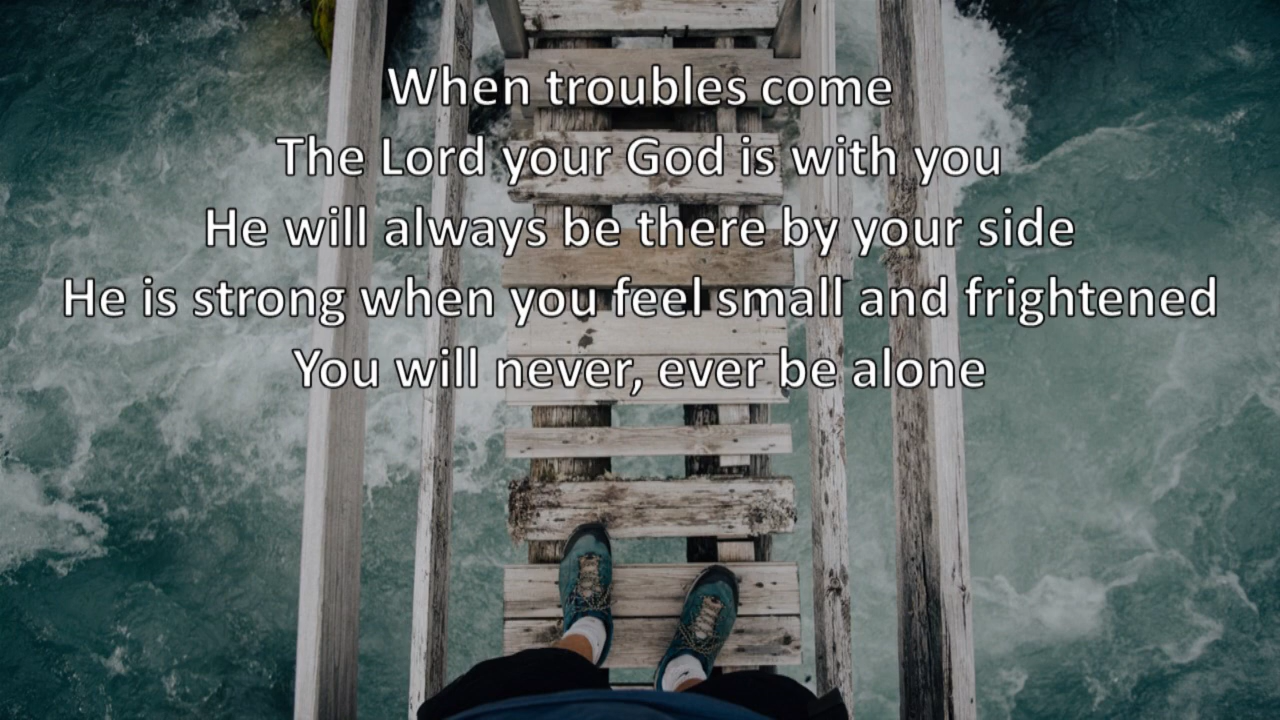 When troubles come
The Lord your God is with you
He will always be there by your side
He is strong when you feel small and frightened
You will never, ever be alone